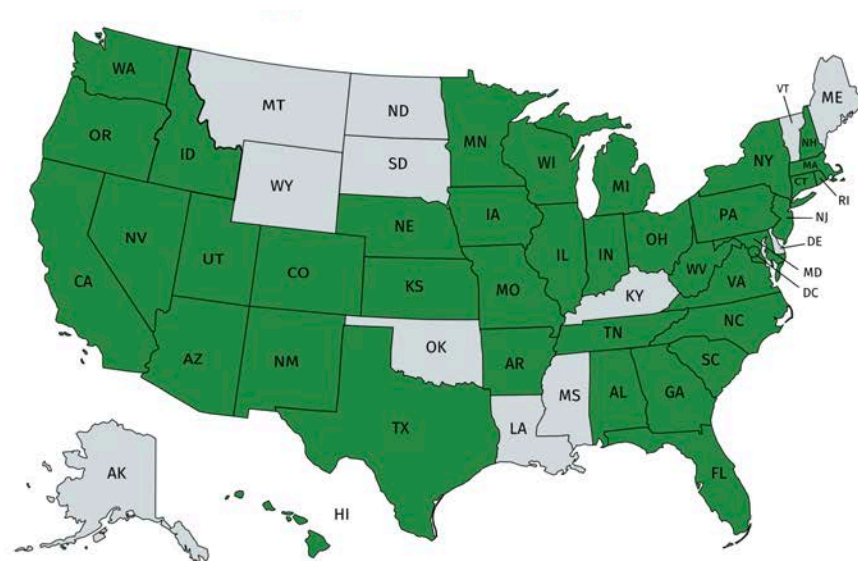 WA
MT
ND
MN
VT
ME
OR
ID
SD
WI
NY
NH
MA
WY
MI
CT
RI
NE
IA
PA
NJ
NV
UT
CO
IL
IN
OH
DE
CA
KS
MO
WV
VA
MD
KY
DC
AZ
NM
OK
AR
TN
NC
SC
MS
AL
GA
TX
LA
AK
FL
HI